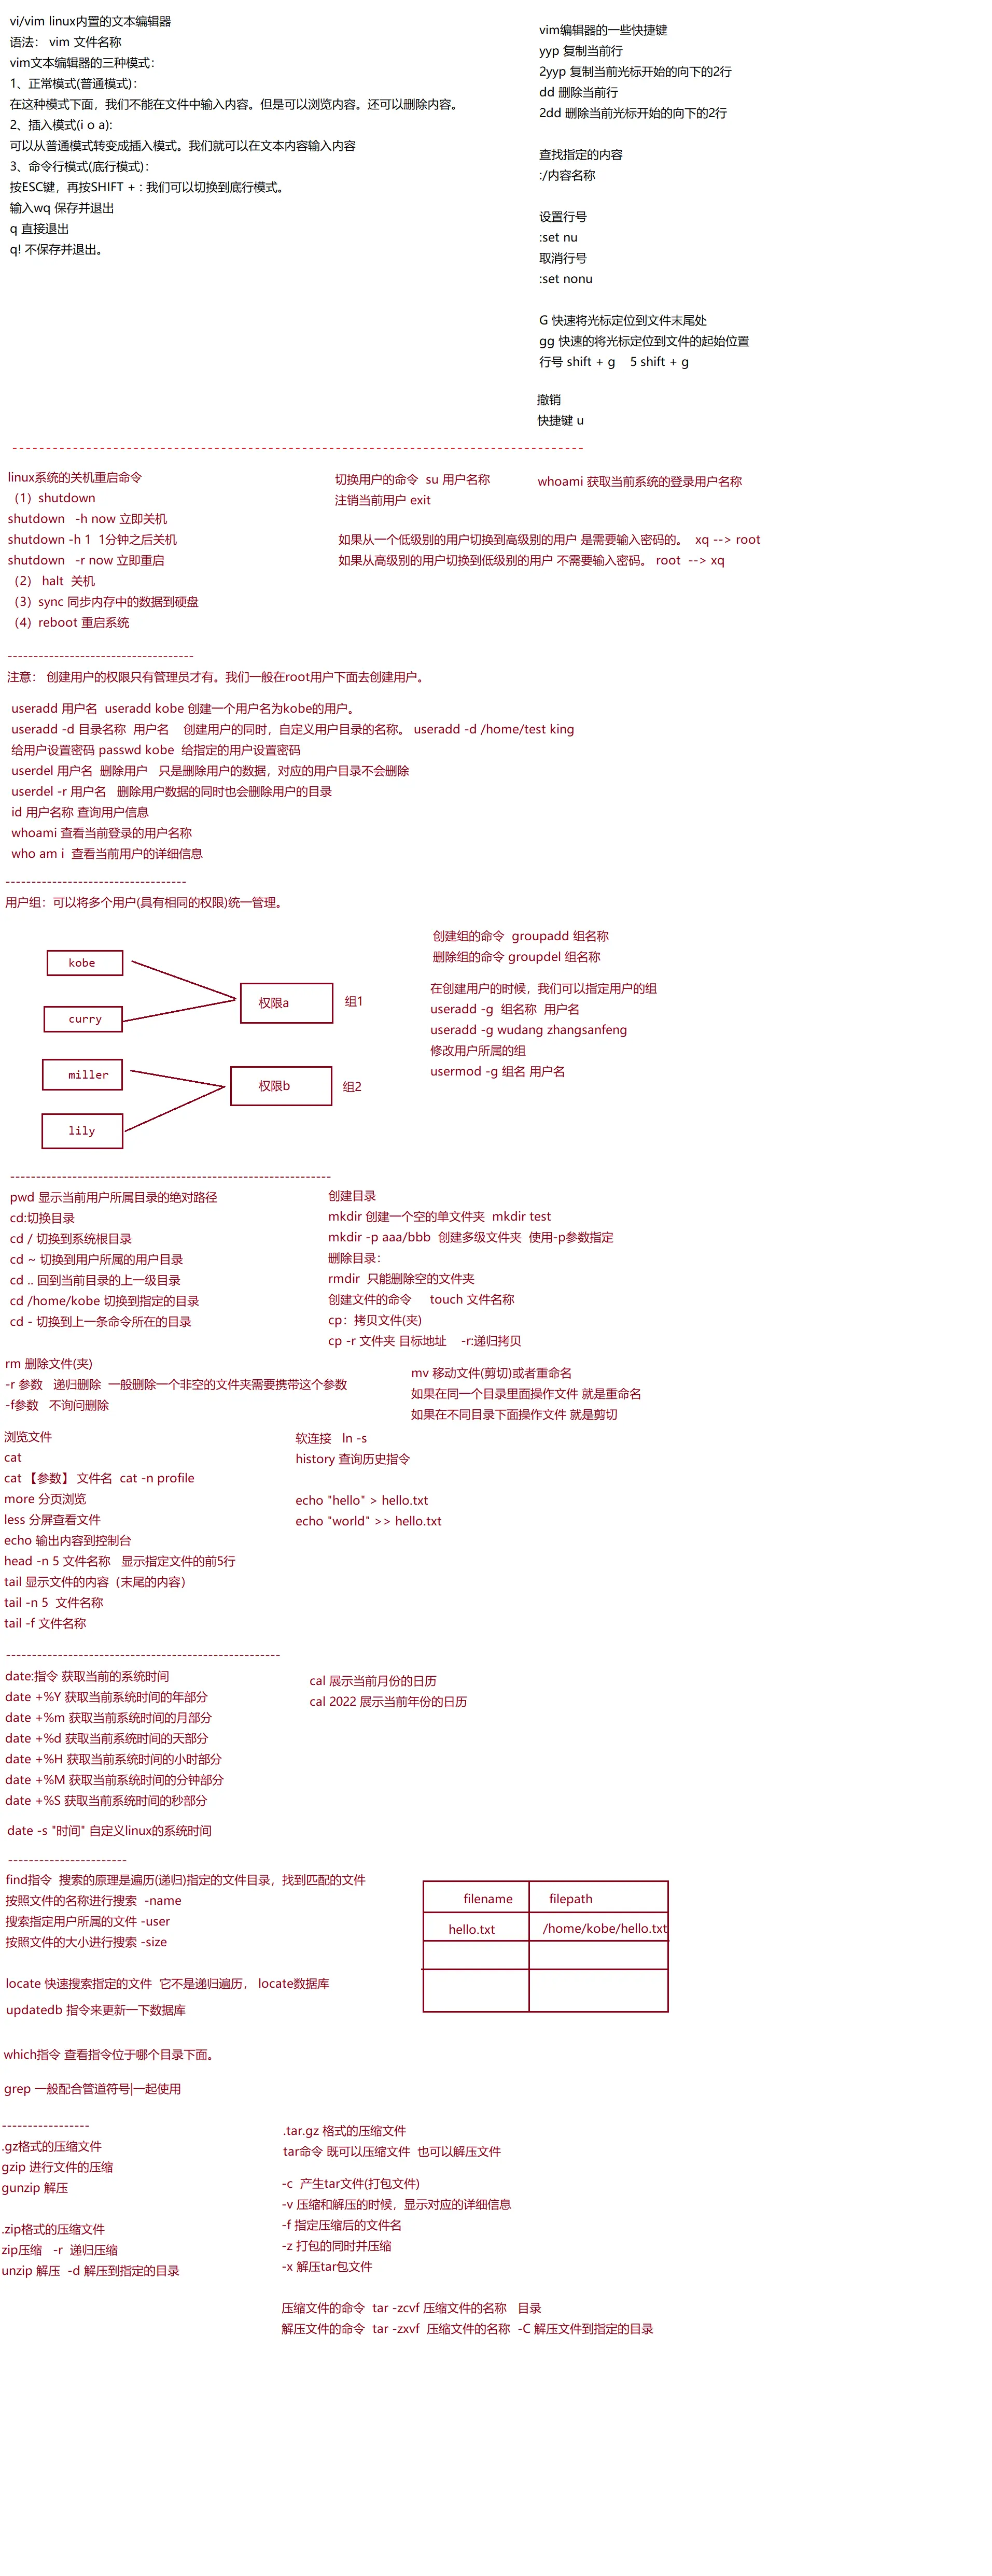 vi/vim linux内置的文本编辑器
语法： vim 文件名称
vim文本编辑器的三种模式：
1、正常模式(普通模式)：
在这种模式下面，我们不能在文件中输入内容。但是可以浏览内容。还可以删除内容。
2、插入模式(i o a):
可以从普通模式转变成插入模式。我们就可以在文本内容输入内容
3、命令行模式(底行模式)：
按ESC键，再按SHIFT + : 我们可以切换到底行模式。
输入wq 保存并退出
q 直接退出
q! 不保存并退出。
vim编辑器的一些快捷键
yyp 复制当前行
2yyp 复制当前光标开始的向下的2行
dd 删除当前行
2dd 删除当前光标开始的向下的2行
查找指定的内容
:/内容名称
设置行号
:set nu
取消行号
:set nonu
G 快速将光标定位到文件末尾处
gg 快速的将光标定位到文件的起始位置
行号 shift + g 5 shift + g
撤销
快捷键 u
--------------------------------------------------------------------------------------
linux系统的关机重启命令
（1）shutdown
shutdown -h now 立即关机
shutdown -h 1 1分钟之后关机
shutdown -r now 立即重启
（2） halt 关机
（3）sync 同步内存中的数据到硬盘
（4）reboot 重启系统
切换用户的命令 su 用户名称
注销当前用户 exit
whoami 获取当前系统的登录用户名称
如果从一个低级别的用户切换到高级别的用户 是需要输入密码的。 xq --> root
如果从高级别的用户切换到低级别的用户 不需要输入密码。 root --> xq
------------------------------------
注意： 创建用户的权限只有管理员才有。我们一般在root用户下面去创建用户。
useradd 用户名 useradd kobe 创建一个用户名为kobe的用户。
useradd -d 目录名称 用户名 创建用户的同时，自定义用户目录的名称。 useradd -d /home/test king
给用户设置密码 passwd kobe 给指定的用户设置密码
userdel 用户名 删除用户 只是删除用户的数据，对应的用户目录不会删除
userdel -r 用户名 删除用户数据的同时也会删除用户的目录
id 用户名称 查询用户信息
whoami 查看当前登录的用户名称
who am i 查看当前用户的详细信息
-----------------------------------
用户组：可以将多个用户(具有相同的权限)统一管理。
kobe
curry
权限a
组1
miller
lily
权限b
组2
创建组的命令 groupadd 组名称
删除组的命令 groupdel 组名称
在创建用户的时候，我们可以指定用户的组
useradd -g 组名称 用户名
useradd -g wudang zhangsanfeng
修改用户所属的组
usermod -g 组名 用户名
--------------------------------------------------------------
pwd 显示当前用户所属目录的绝对路径
cd:切换目录
cd / 切换到系统根目录
cd ~ 切换到用户所属的用户目录
cd .. 回到当前目录的上一级目录
cd /home/kobe 切换到指定的目录
cd - 切换到上一条命令所在的目录
创建目录
mkdir 创建一个空的单文件夹 mkdir test
mkdir -p aaa/bbb 创建多级文件夹 使用-p参数指定
删除目录：
rmdir 只能删除空的文件夹
创建文件的命令 touch 文件名称
cp：拷贝文件(夹)
cp -r 文件夹 目标地址 -r:递归拷贝
rm 删除文件(夹)
-r 参数 递归删除 一般删除一个非空的文件夹需要携带这个参数
-f参数 不询问删除
mv 移动文件(剪切)或者重命名
如果在同一个目录里面操作文件 就是重命名
如果在不同目录下面操作文件 就是剪切
浏览文件
cat
cat 【参数】 文件名 cat -n profile
more 分页浏览
less 分屏查看文件
echo 输出内容到控制台
head -n 5 文件名称 显示指定文件的前5行
tail 显示文件的内容（末尾的内容）
tail -n 5 文件名称
tail -f 文件名称
软连接 ln -s
history 查询历史指令
echo "hello" > hello.txt
echo "world" >> hello.txt
-----------------------------------------------------
date:指令 获取当前的系统时间
date +%Y 获取当前系统时间的年部分
date +%m 获取当前系统时间的月部分
date +%d 获取当前系统时间的天部分
date +%H 获取当前系统时间的小时部分
date +%M 获取当前系统时间的分钟部分
date +%S 获取当前系统时间的秒部分
date -s "时间" 自定义linux的系统时间
cal 展示当前月份的日历
cal 2022 展示当前年份的日历
-----------------------
find指令 搜索的原理是遍历(递归)指定的文件目录，找到匹配的文件
按照文件的名称进行搜索 -name
搜索指定用户所属的文件 -user
按照文件的大小进行搜索 -size
locate 快速搜索指定的文件 它不是递归遍历， locate数据库
updatedb 指令来更新一下数据库
filename filepath
hello.txt /home/kobe/hello.txt
which指令 查看指令位于哪个目录下面。
grep 一般配合管道符号|一起使用
-----------------
.gz格式的压缩文件
gzip 进行文件的压缩
gunzip 解压
.zip格式的压缩文件
zip压缩 -r 递归压缩
unzip 解压 -d 解压到指定的目录
.tar.gz 格式的压缩文件
tar命令 既可以压缩文件 也可以解压文件
-c 产生tar文件(打包文件)
-v 压缩和解压的时候，显示对应的详细信息
-f 指定压缩后的文件名
-z 打包的同时并压缩
-x 解压tar包文件
压缩文件的命令 tar -zcvf 压缩文件的名称 目录
解压文件的命令 tar -zxvf 压缩文件的名称 -C 解压文件到指定的目录